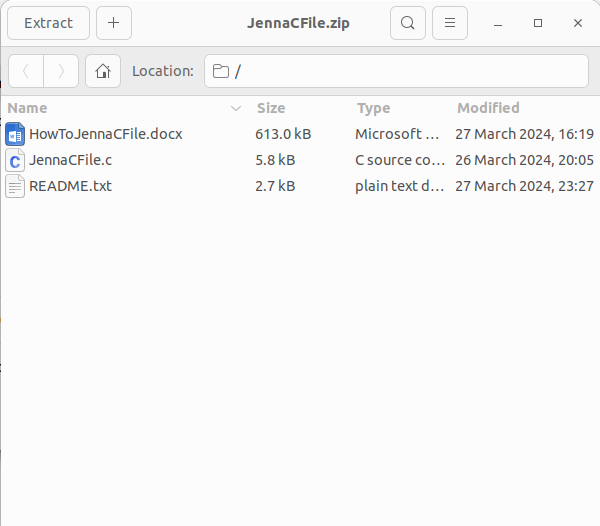 Extract + JennaCFile.zip
Location: /
Name Size Type Modified
HowToJennaCFile.docx 613.0 kB Microsoft ... 27 March 2024, 16:19
JennaCFile.c 5.8 kB C source co... 26 March 2024, 20:05
README.txt 2.7 kB plain text d... 27 March 2024, 23:27